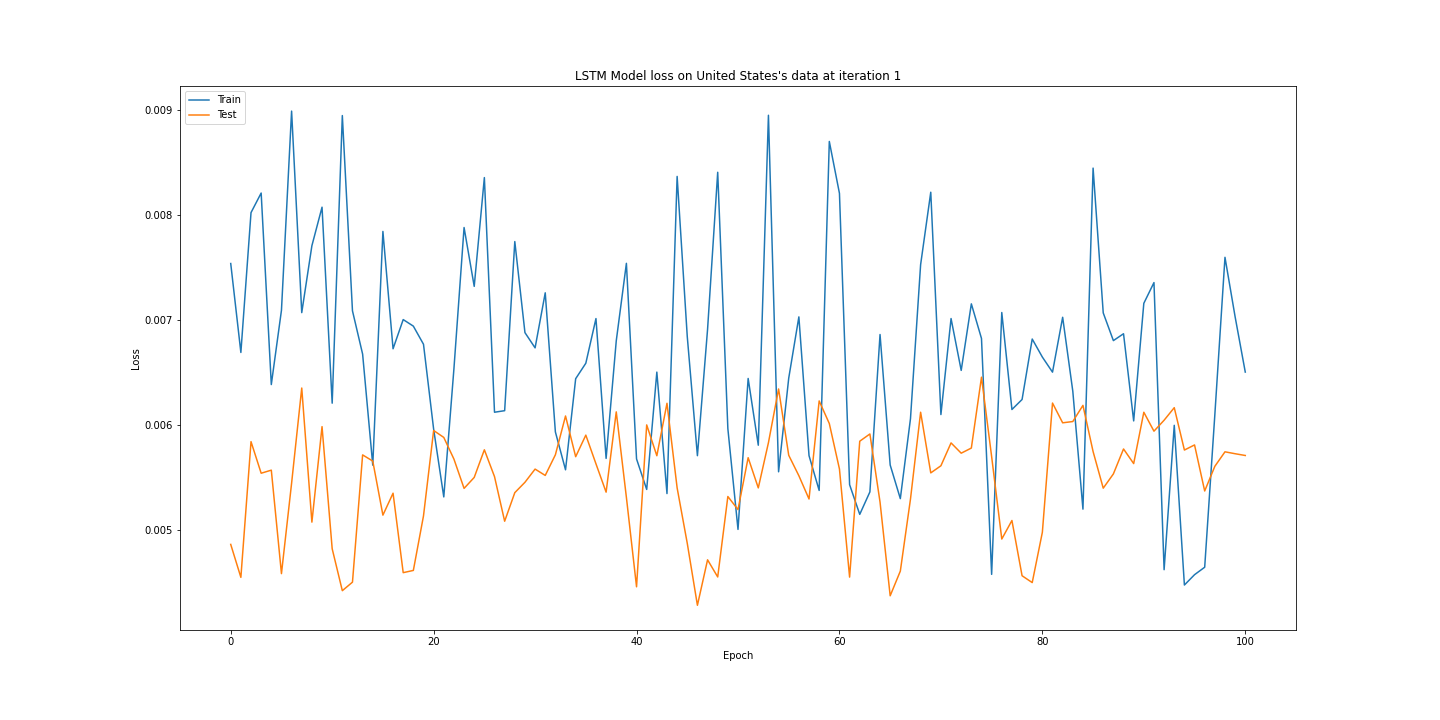 LSTM Model loss on United States's data at iteration 1
Train
Test
0.009
0.008
0.007
0.006
0.005
Loss
0 20 40 60 80 100
Epoch